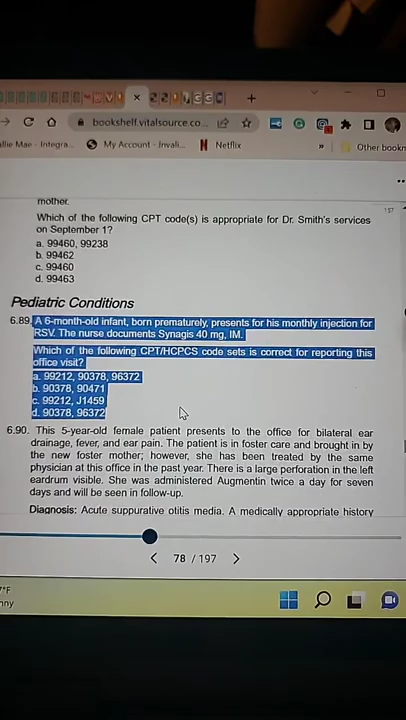 bookshelf.vitalsource.co...
llie Mae - Integra...
My Account - Invali...
Netflix
»
Other bookn
157
mother.
Which of the following CPT code(s) is appropriate for Dr. Smith's services
on September 1?
a. 99460, 99238
b. 99462
c. 99460
d. 99463
Pediatric Conditions
6.89. A 6-month-old infant, born prematurely, presents for his monthly injection for
RSV. The nurse documents Synagis 40 mg, IM.
Which of the following CPT/HCPCS code sets is correct for reporting this
office visit?
a. 99212, 90378, 96372
b. 90378, 90471
c. 99212, J1459
d. 90378, 96372
6.90. This 5-year-old female patient presents to the office for bilateral ear
drainage, fever, and ear pain. The patient is in foster care and brought in by
the new foster mother; however, she has been treated by the same
physician at this office in the past year. There is a large perforation in the left
eardrum visible. She was administered Augmentin twice a day for seven
days and will be seen in follow-up.
Diagnosis: Acute suppurative otitis media. A medically appropriate history
< 78 / 197 >
°F
nny